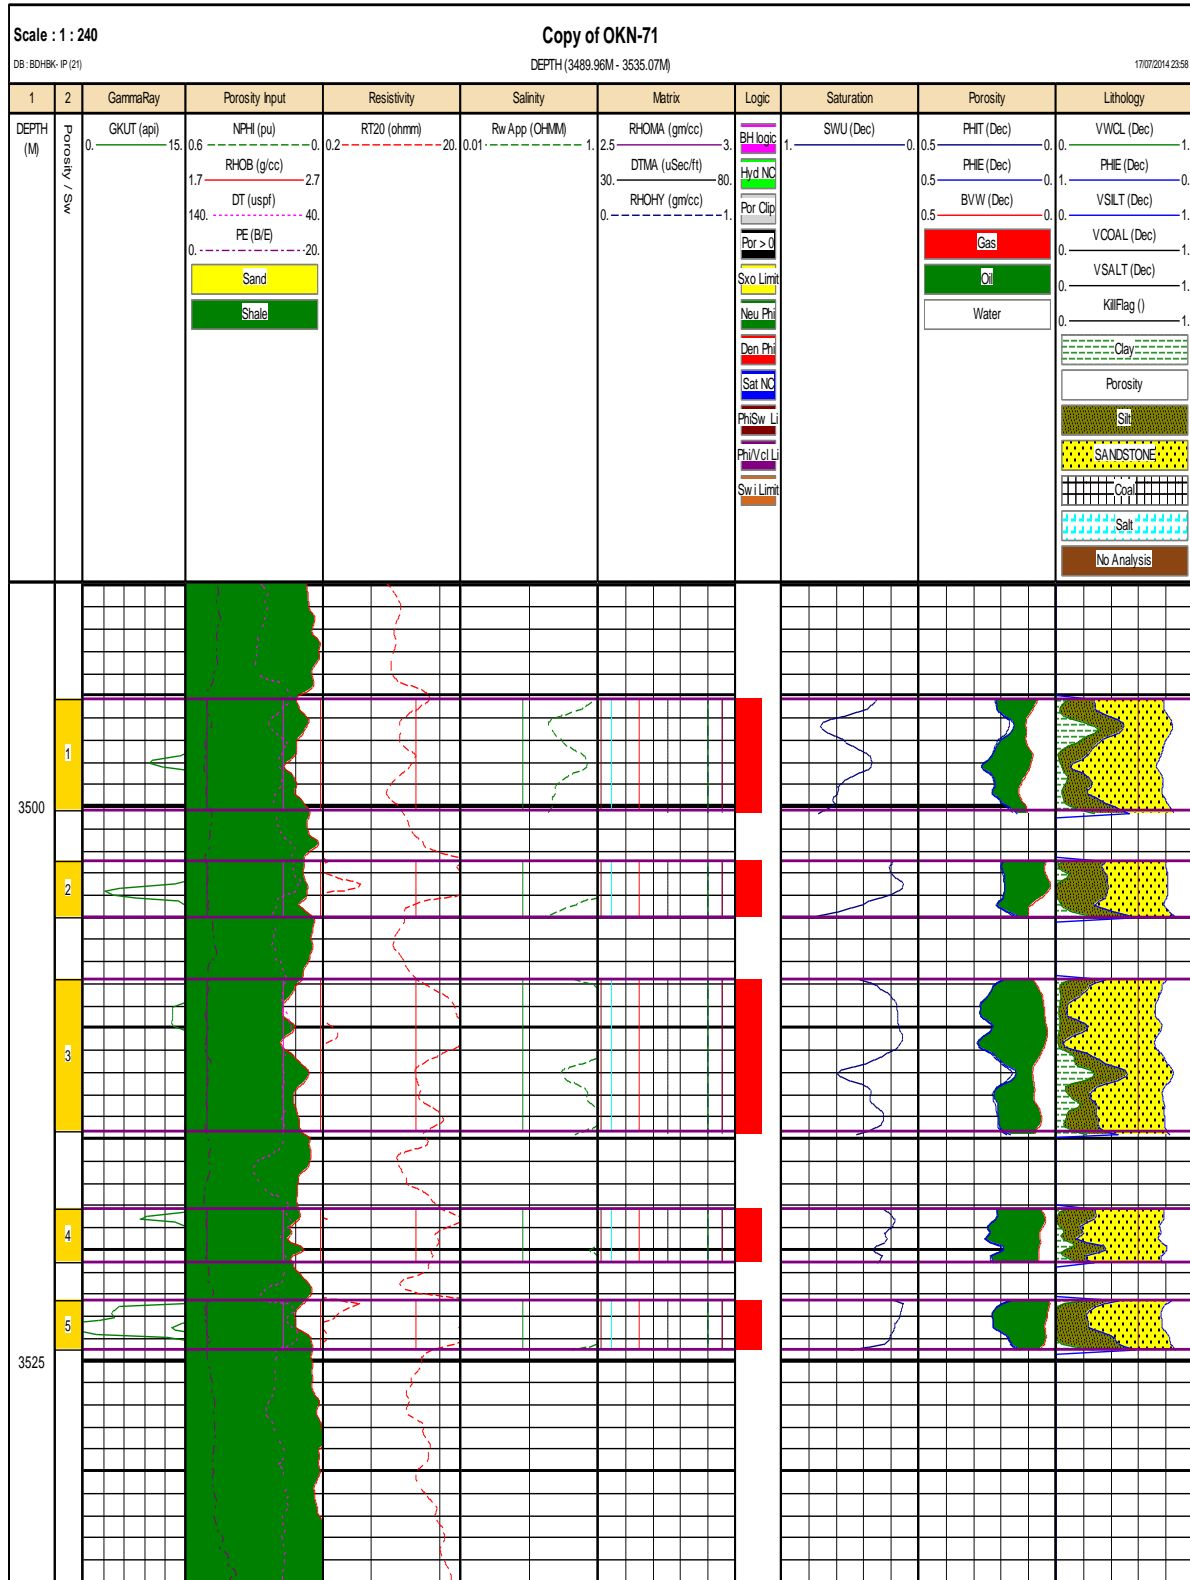 Scale : 1 : 240
Copy of OKN-71
DB : BDHBK- IP (21)
DEPTH (3489.96M - 3535.07M)
17/07/2014 23:58
1 2 GammaRay Porosity Input Resistivity Salinity Matrix Logic Saturation Porosity Lithology
DEPTH
(M)
Porosity / Sw
GKUT (api)
0. 15.
NPHI (pu)
0.6 0.
RHOB (g/cc)
1.7 2.7
DT (uspf)
140. 40.
PE (B/E)
0. 20.
Sand
Shale
RT20 (ohmm)
0.2 20.
Rw App (OHMM)
0.01 1.
RHOMA (gm/cc)
2.5 3.
DTMA (uSec/ft)
30. 80.
RHOHY (gm/cc)
0. 1.
BH logic
Hyd NC
Por Clip
Por > 0
Sxo Limit
Neu Phi
Den Phi
Sat NC
PhiSw Li
Phi/Vcl Li
Sw i Limit
SWU (Dec)
1. 0.
PHIT (Dec)
0.5 0.
PHIE (Dec)
0.5 0.
BVW (Dec)
0.5 0.
Gas
Oil
Water
VWCL (Dec)
0. 1.
PHIE (Dec)
1. 0.
VSILT (Dec)
0. 1.
VCOAL (Dec)
0. 1.
VSALT (Dec)
0. 1.
KillFlag ()
0. 1.
Clay
Porosity
Silt
SANDSTONE
Coal
Salt
No Analysis
1
3500
2
3
4
5
3525